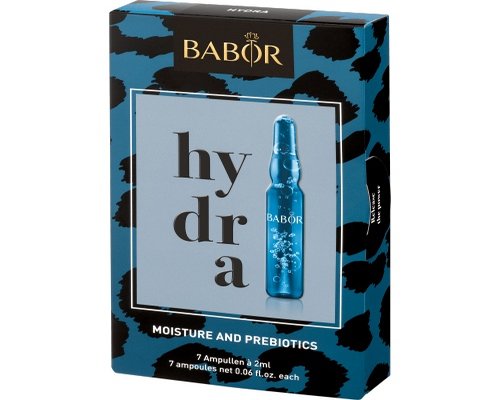 HYDRA
BABOR
hy
dr
a
BABOR
MOISTURE AND PREBIOTICS
7 Ampullen à 2ml
7 ampoules net 0.06 fl.oz. each
Release
the power